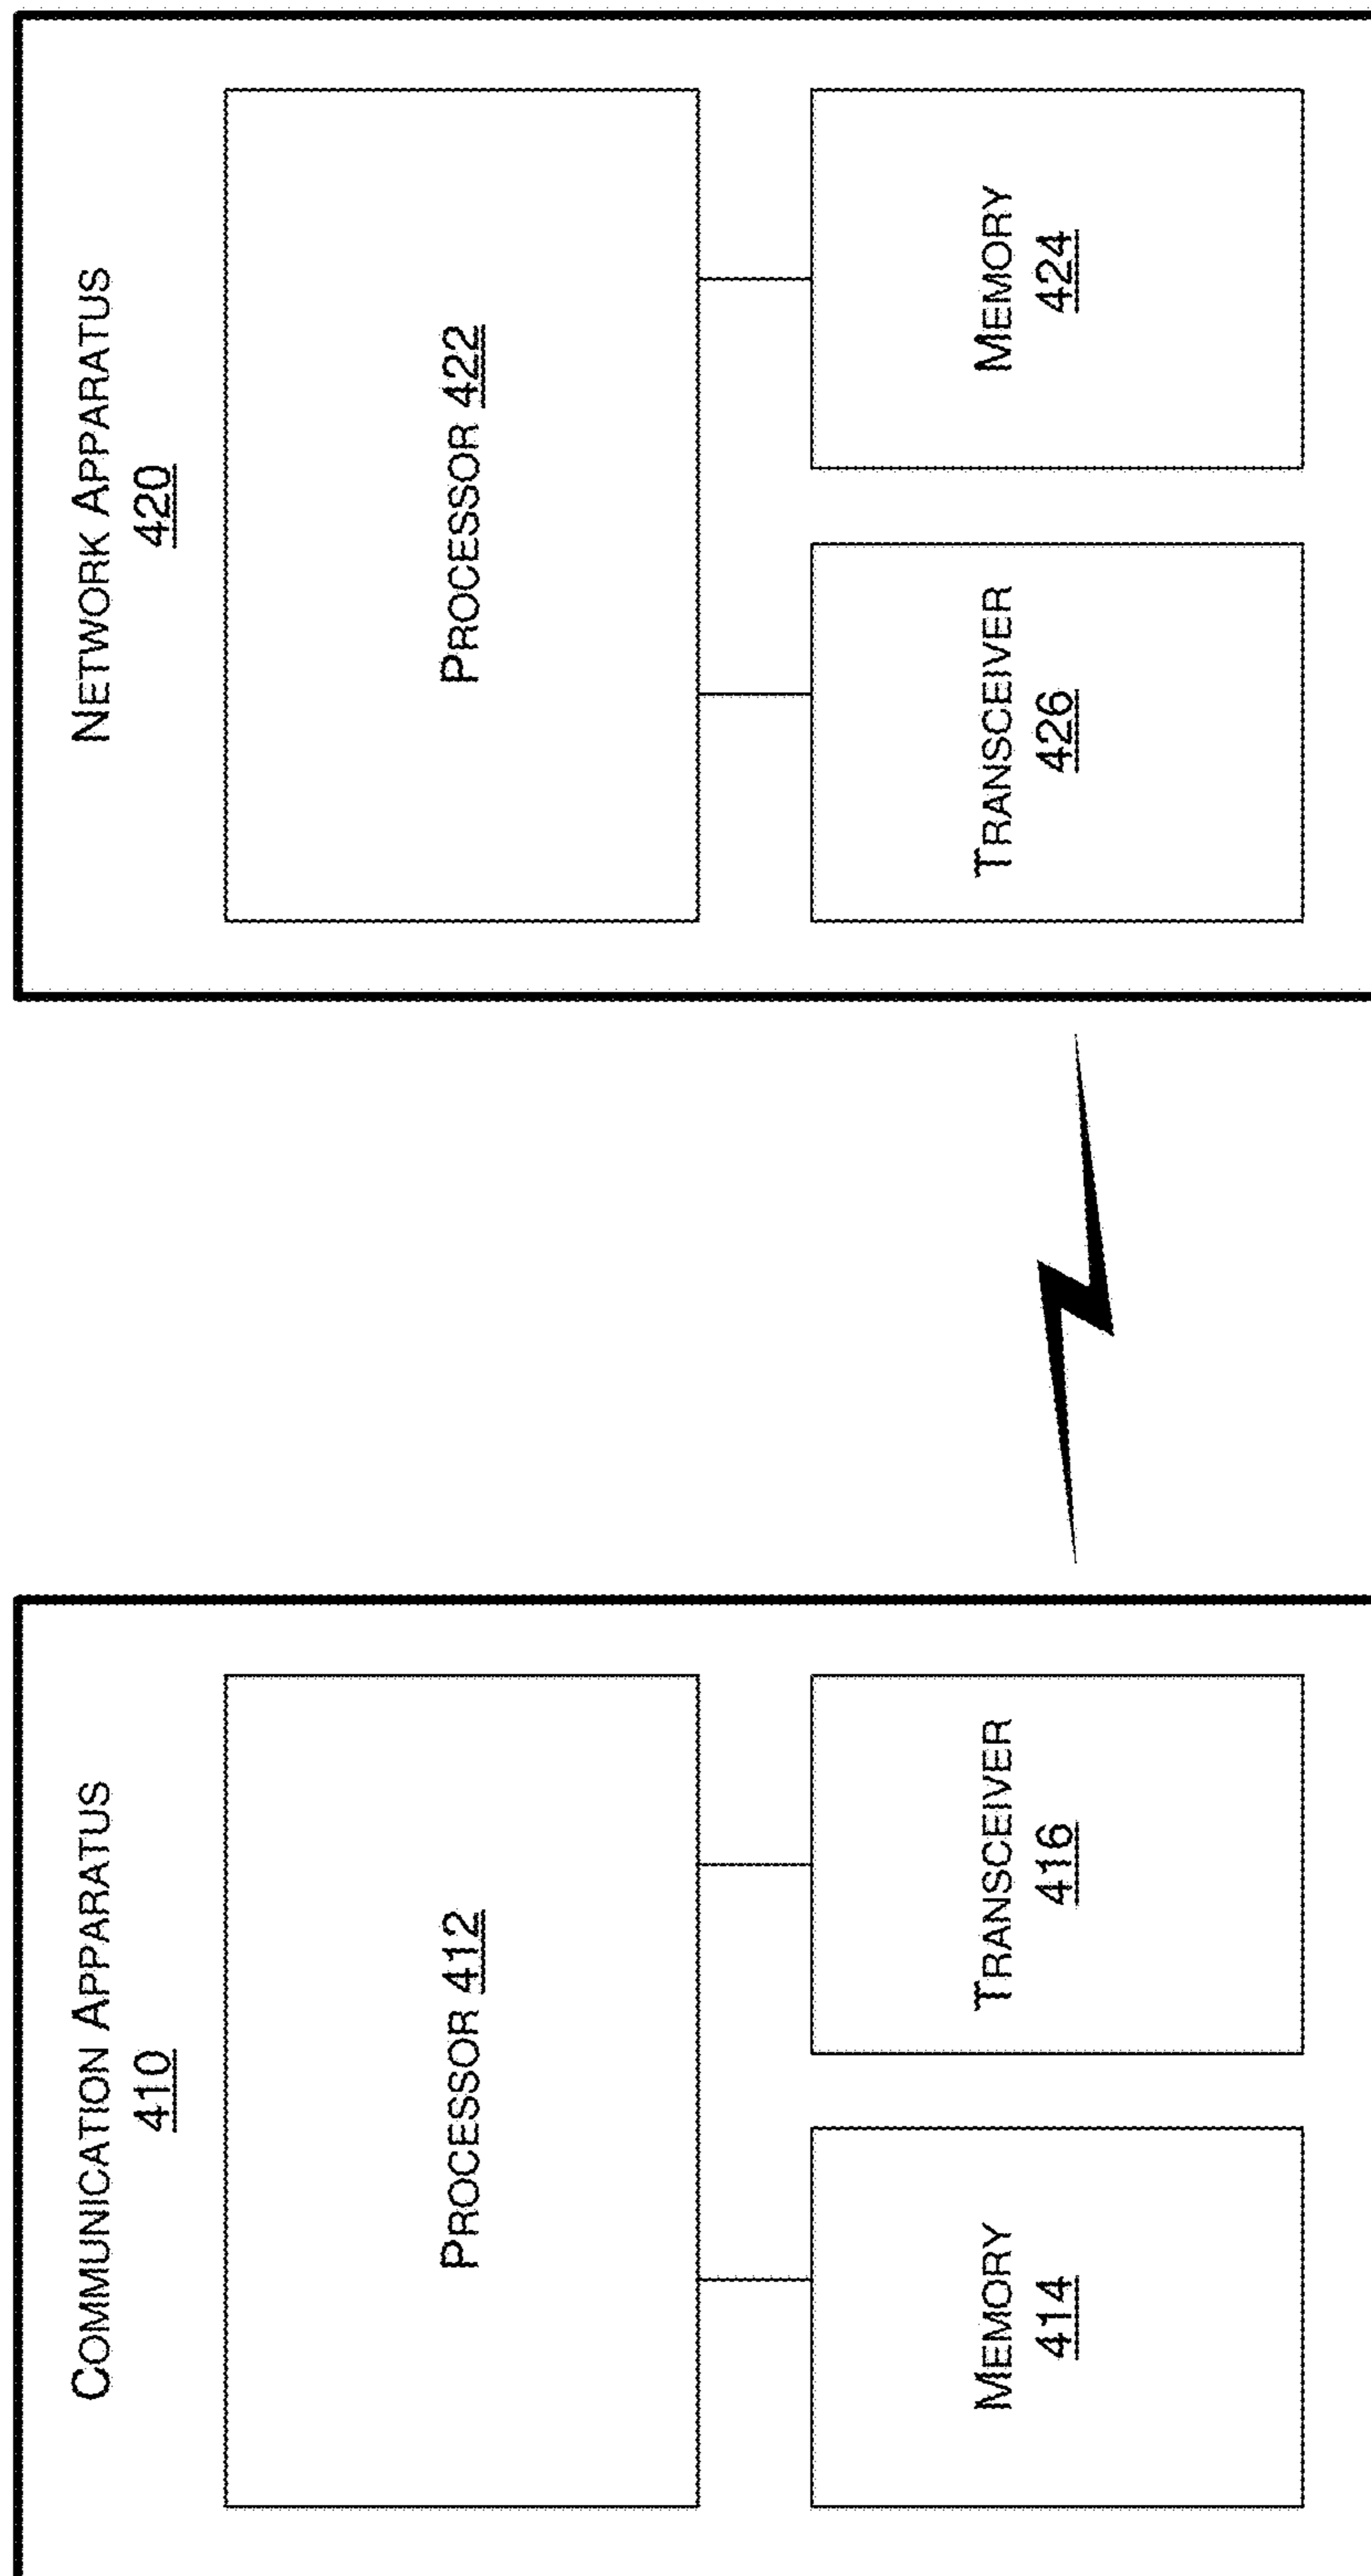 COMMUNICATION APPARATUS
410
PROCESSOR 412
MEMORY
414
TRANSCEIVER
416
NETWORK APPARATUS
420
PROCESSOR 422
TRANSCEIVER
426
MEMORY
424